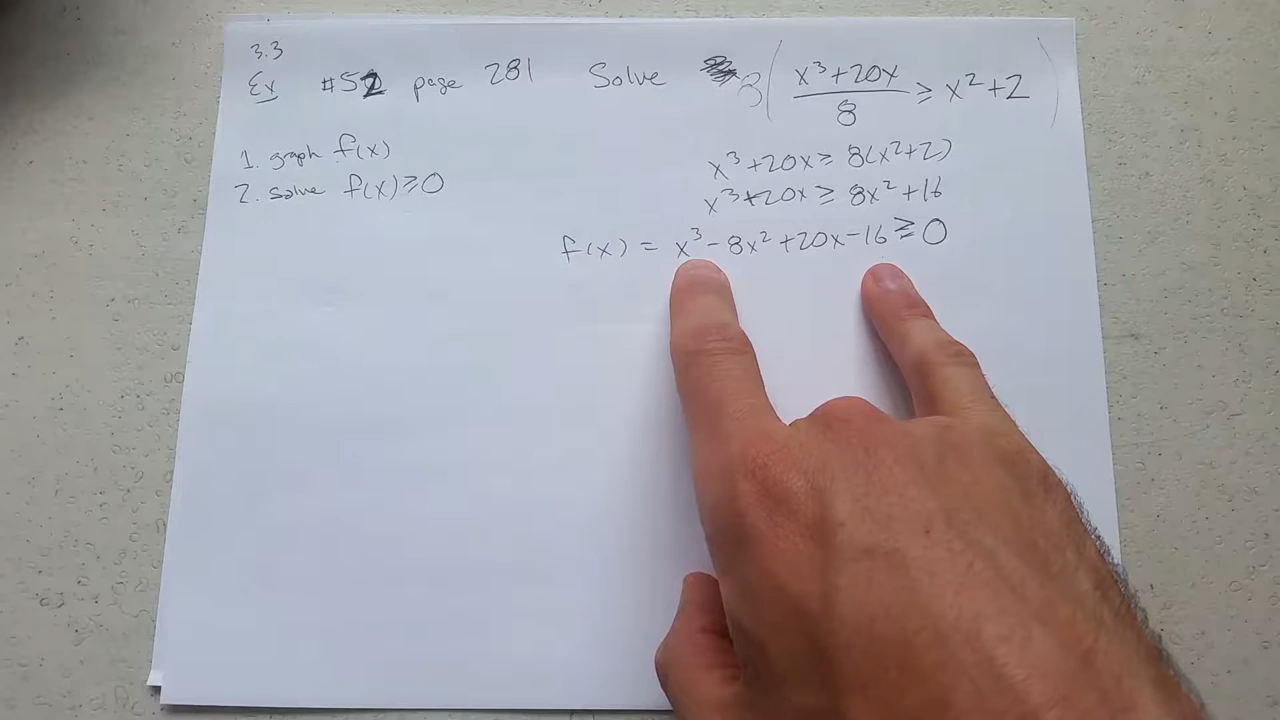 3.3
Ex #52 page 281 Solve 8( x³+20x / 8 ≥ x²+2 )
1. graph f(x)
2. solve f(x)≥0
x³+20x ≥ 8(x²+2)
x³+20x ≥ 8x²+16
f(x) = x³-8x²+20x-16 ≥ 0